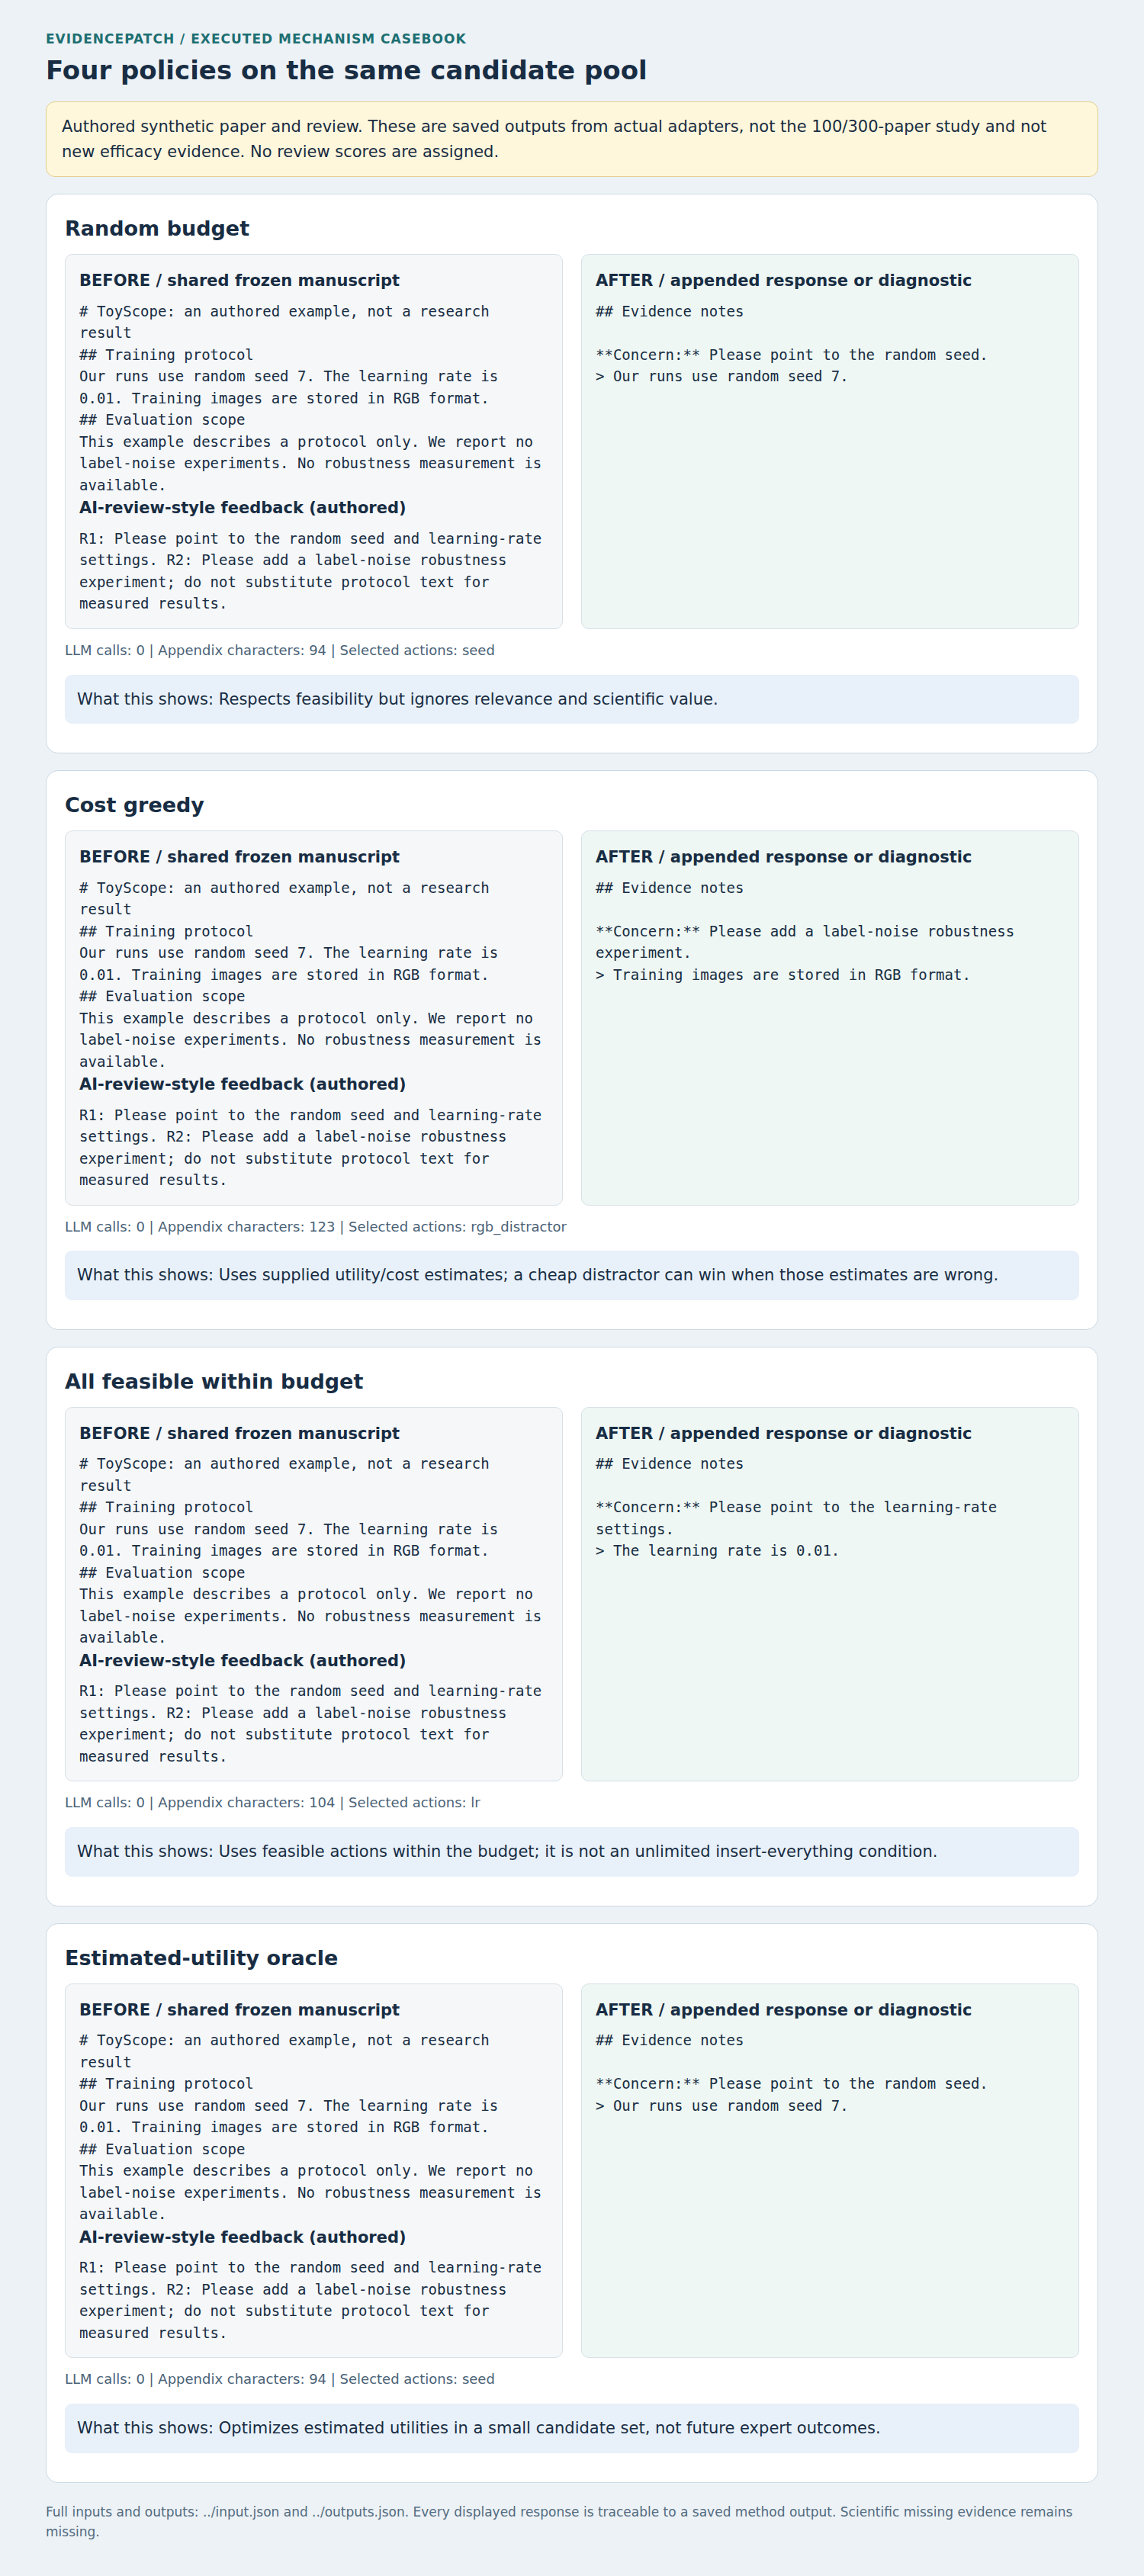 EVIDENCEPATCH / EXECUTED MECHANISM CASEBOOK
Four policies on the same candidate pool
Authored synthetic paper and review. These are saved outputs from actual adapters, not the 100/300-paper study and not
new efficacy evidence. No review scores are assigned.
Random budget
BEFORE / shared frozen manuscript
# ToyScope: an authored example, not a research
result
## Training protocol
Our runs use random seed 7. The learning rate is
0.01. Training images are stored in RGB format.
## Evaluation scope
This example describes a protocol only. We report no
label-noise experiments. No robustness measurement is
available.
AI-review-style feedback (authored)
R1: Please point to the random seed and learning-rate
settings. R2: Please add a label-noise robustness
experiment; do not substitute protocol text for
measured results.
AFTER / appended response or diagnostic
## Evidence notes
**Concern:** Please point to the random seed.
> Our runs use random seed 7.
LLM calls: 0 | Appendix characters: 94 | Selected actions: seed
What this shows: Respects feasibility but ignores relevance and scientific value.
Cost greedy
BEFORE / shared frozen manuscript
# ToyScope: an authored example, not a research
result
## Training protocol
Our runs use random seed 7. The learning rate is
0.01. Training images are stored in RGB format.
## Evaluation scope
This example describes a protocol only. We report no
label-noise experiments. No robustness measurement is
available.
AI-review-style feedback (authored)
R1: Please point to the random seed and learning-rate
settings. R2: Please add a label-noise robustness
experiment; do not substitute protocol text for
measured results.
AFTER / appended response or diagnostic
## Evidence notes
**Concern:** Please add a label-noise robustness
experiment.
> Training images are stored in RGB format.
LLM calls: 0 | Appendix characters: 123 | Selected actions: rgb_distractor
What this shows: Uses supplied utility/cost estimates; a cheap distractor can win when those estimates are wrong.
All feasible within budget
BEFORE / shared frozen manuscript
# ToyScope: an authored example, not a research
result
## Training protocol
Our runs use random seed 7. The learning rate is
0.01. Training images are stored in RGB format.
## Evaluation scope
This example describes a protocol only. We report no
label-noise experiments. No robustness measurement is
available.
AI-review-style feedback (authored)
R1: Please point to the random seed and learning-rate
settings. R2: Please add a label-noise robustness
experiment; do not substitute protocol text for
measured results.
AFTER / appended response or diagnostic
## Evidence notes
**Concern:** Please point to the learning-rate
settings.
> The learning rate is 0.01.
LLM calls: 0 | Appendix characters: 104 | Selected actions: lr
What this shows: Uses feasible actions within the budget; it is not an unlimited insert-everything condition.
Estimated-utility oracle
BEFORE / shared frozen manuscript
# ToyScope: an authored example, not a research
result
## Training protocol
Our runs use random seed 7. The learning rate is
0.01. Training images are stored in RGB format.
## Evaluation scope
This example describes a protocol only. We report no
label-noise experiments. No robustness measurement is
available.
AI-review-style feedback (authored)
R1: Please point to the random seed and learning-rate
settings. R2: Please add a label-noise robustness
experiment; do not substitute protocol text for
measured results.
AFTER / appended response or diagnostic
## Evidence notes
**Concern:** Please point to the random seed.
> Our runs use random seed 7.
LLM calls: 0 | Appendix characters: 94 | Selected actions: seed
What this shows: Optimizes estimated utilities in a small candidate set, not future expert outcomes.
Full inputs and outputs: ../input.json and ../outputs.json. Every displayed response is traceable to a saved method output. Scientific missing evidence remains
missing.